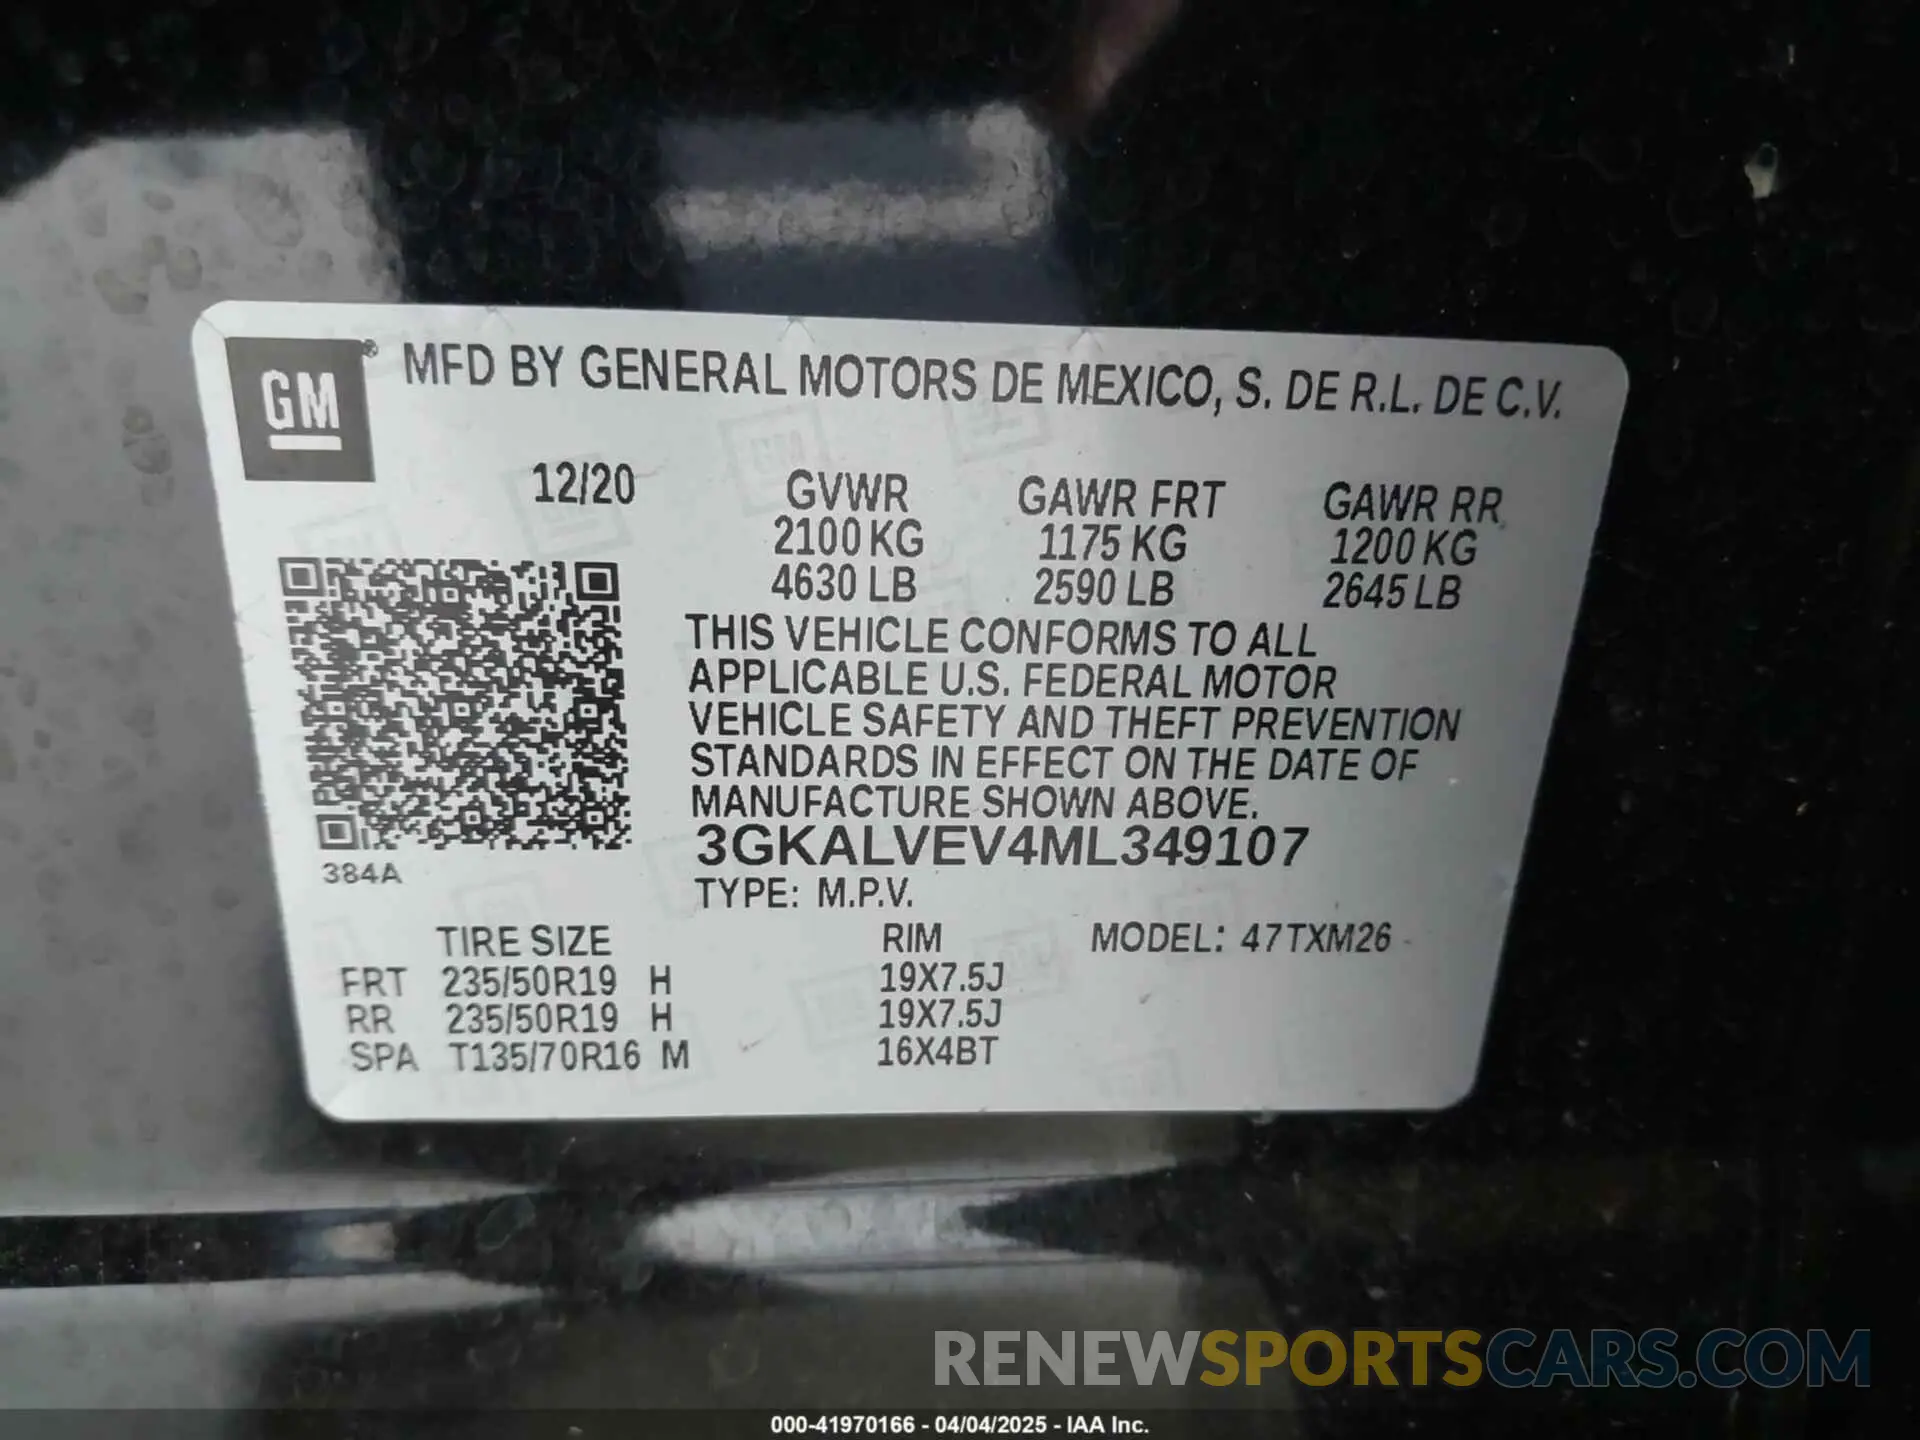 GM ® MFD BY GENERAL MOTORS DE MEXICO, S. DE R.L. DE C.V.
12/20 GVWR GAWR FRT GAWR RR
2100 KG 1175 KG 1200 KG
4630 LB 2590 LB 2645 LB
THIS VEHICLE CONFORMS TO ALL
APPLICABLE U.S. FEDERAL MOTOR
VEHICLE SAFETY AND THEFT PREVENTION
STANDARDS IN EFFECT ON THE DATE OF
MANUFACTURE SHOWN ABOVE.
3GKALVEV4ML349107
384A
TYPE: M.P.V.
TIRE SIZE RIM MODEL: 47TXM26
FRT 235/50R19 H 19X7.5J
RR 235/50R19 H 19X7.5J
SPA T135/70R16 M 16X4BT
RENEWSPORTSCARS.COM
000-41970166 - 04/04/2025 - IAA Inc.